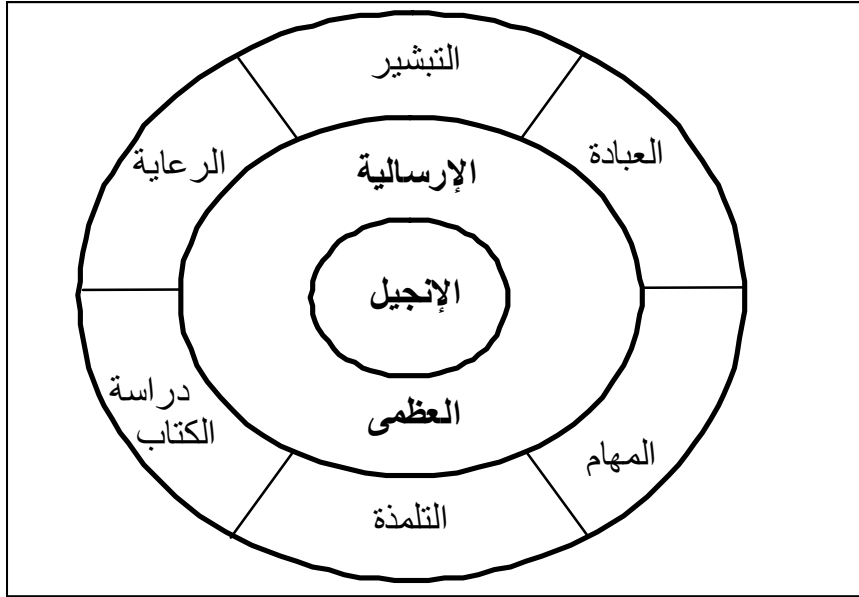 التبشير
العبادة
الرعاية
الإرسالية
الإنجيل
العظمى
دراسة
الكتاب
المهام
التلمذة